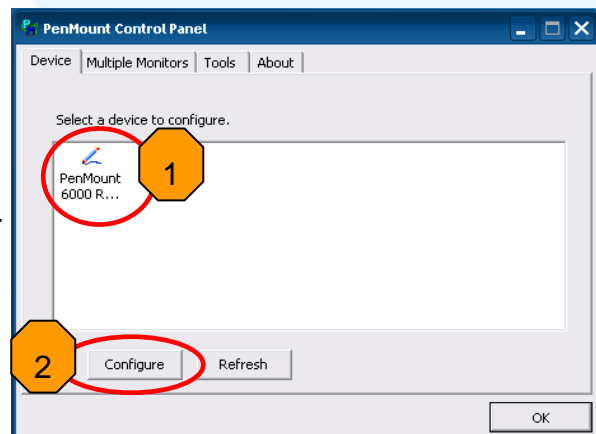 PenMount Control Panel
Device Multiple Monitors Tools About
Select a device to configure.
1
PenMount
6000 R...
2
Configure Refresh
OK